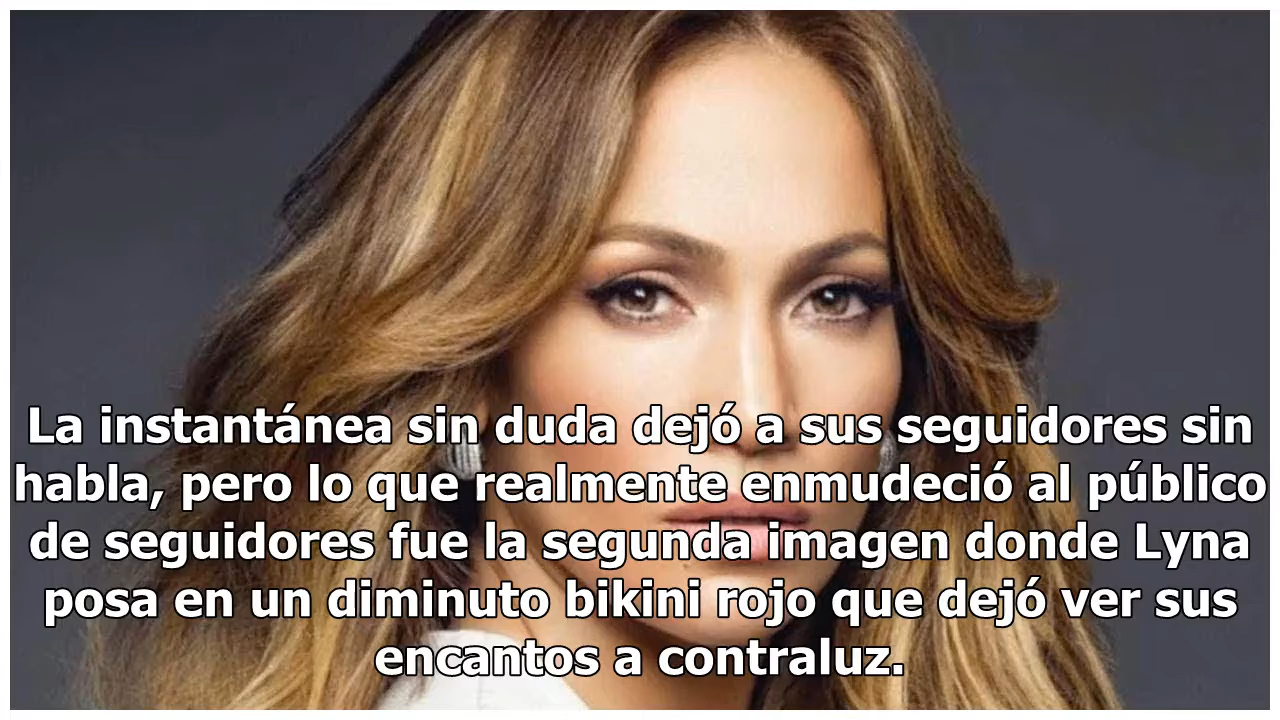 La instantánea sin duda dejó a sus seguidores sin
habla, pero lo que realmente enmudeció al público
de seguidores fue la segunda imagen donde Lyna
posa en un diminuto bikini rojo que dejó ver sus
encantos a contraluz.